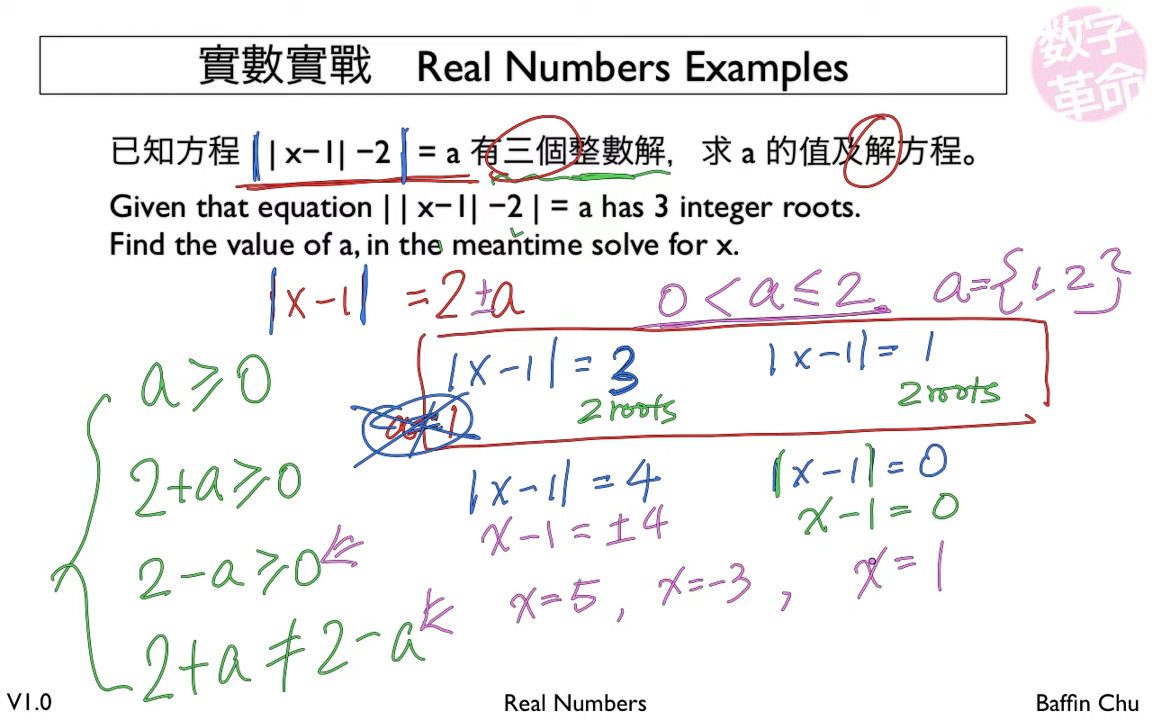 實數實戰 Real Numbers Examples
数字
革命
已知方程 | | x−1| −2 | = a 有三個整數解, 求 a 的值及解方程。
Given that equation | | x−1| −2 | = a has 3 integer roots.
Find the value of a, in the meantime solve for x.
|x−1| = 2±a
0 < a ≤ 2
a={1,2}
|x−1| = 3
|x−1| = 1
a ⩾ 0
2 roots
2 roots
2+a ⩾ 0
|x−1| = 4
|x−1| = 0
x−1 = ±4
x−1 = 0
2−a ⩾ 0
x=5, x=−3, x=1
2+a ≠ 2−a
V1.0
Real Numbers
Baffin Chu